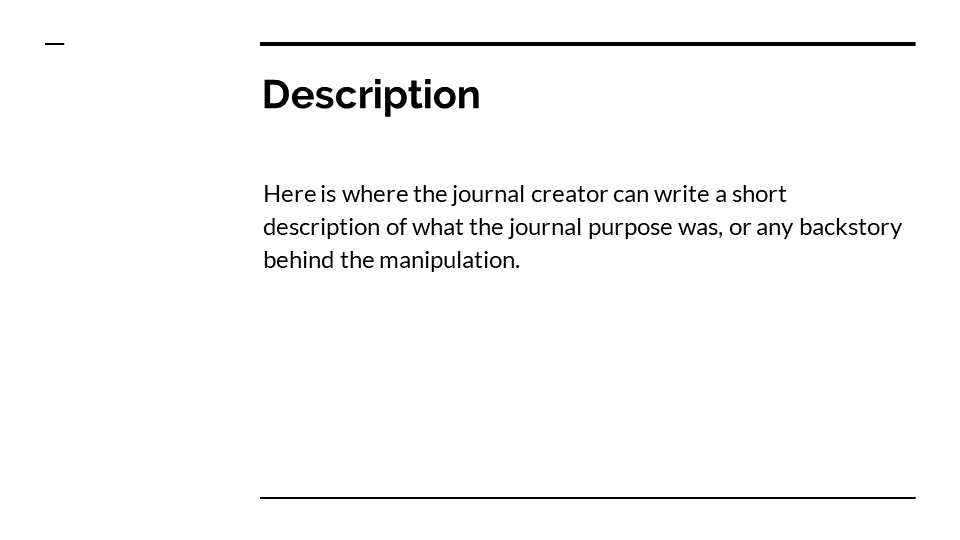 Description
Here is where the journal creator can write a short
description of what the journal purpose was, or any backstory
behind the manipulation.